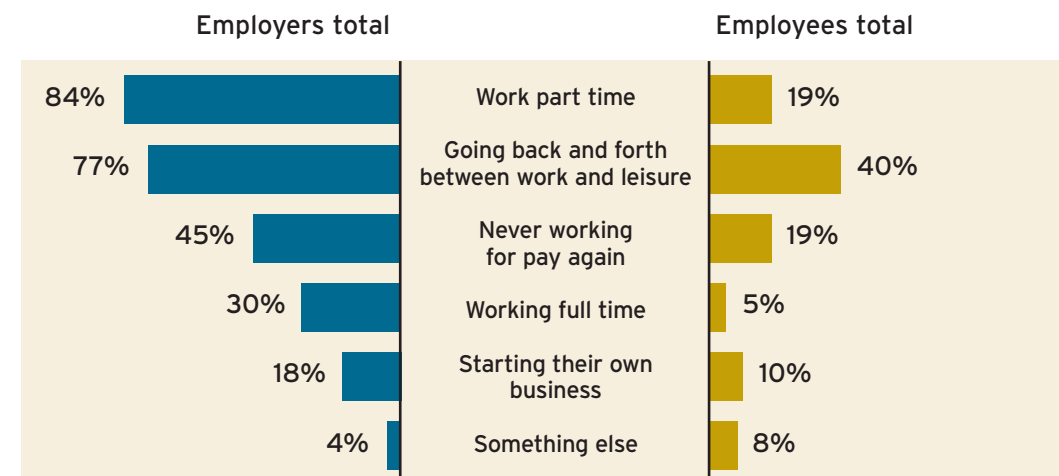 Employers total
Employees total
84%
Work part time
19%
77%
Going back and forth
between work and leisure
40%
45%
Never working
for pay again
19%
30%
Working full time
5%
18%
Starting their own
business
10%
4%
Something else
8%